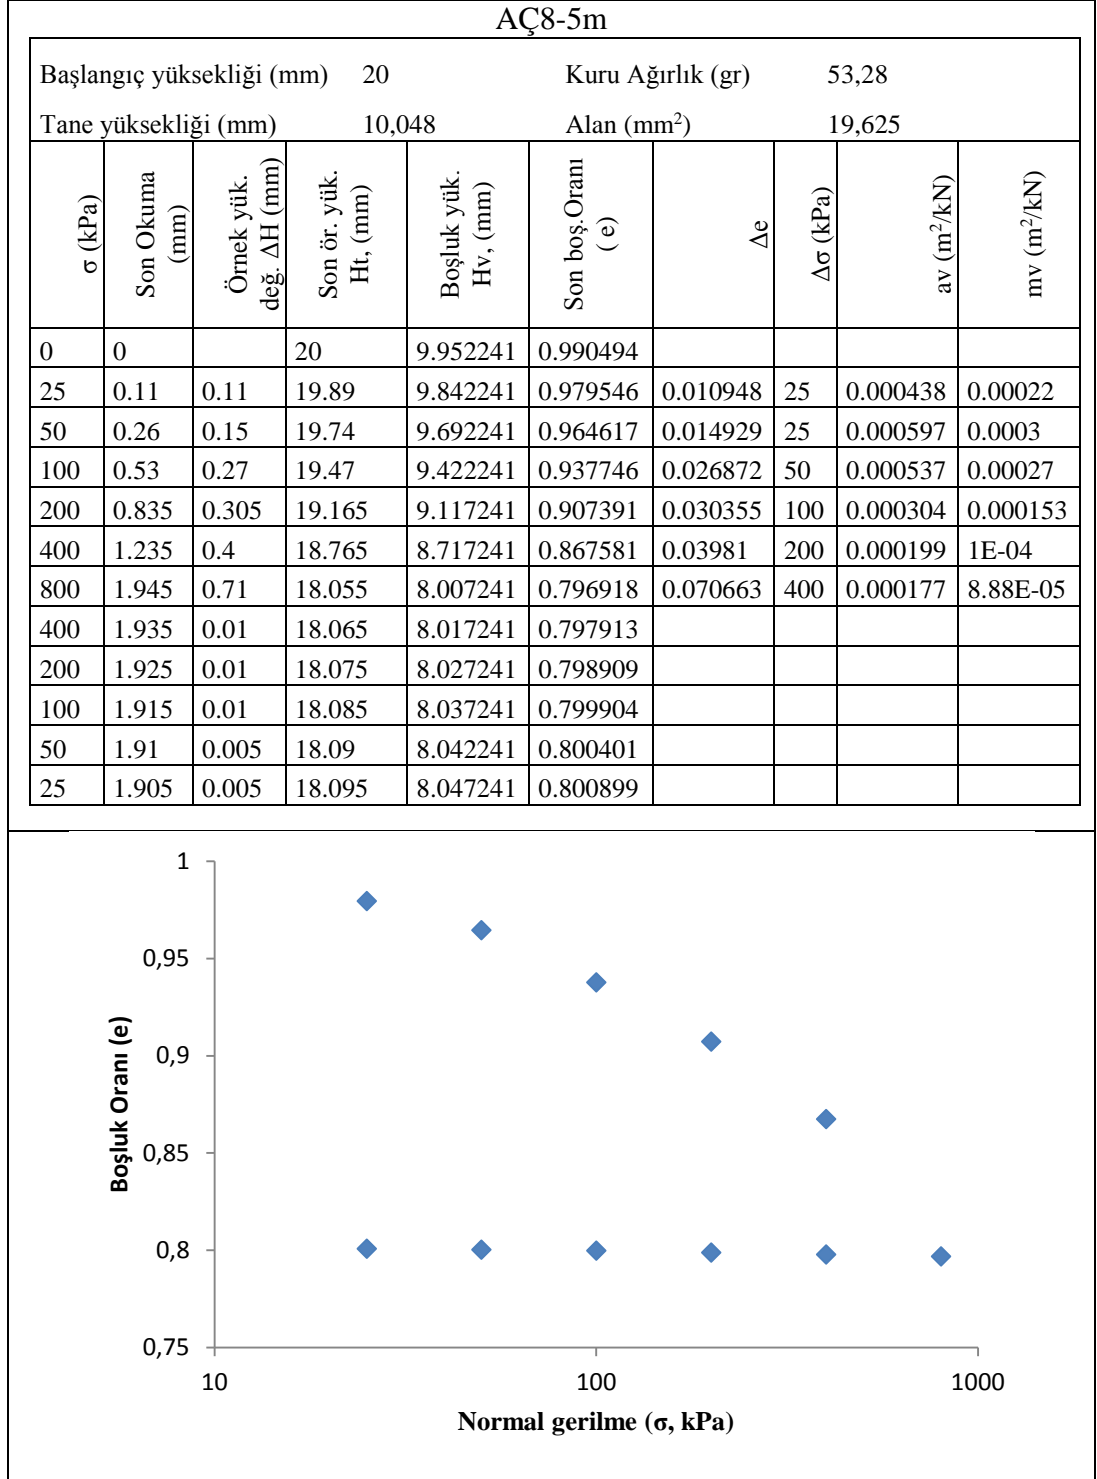 AÇ8-5m
Başlangıç yüksekliği (mm) 20 Kuru Ağırlık (gr) 53,28
Tane yüksekliği (mm) 10,048 Alan (mm²) 19,625
σ (kPa) Son Okuma (mm) Örnek yük. değ. ΔH (mm) Son ör. yük. Ht, (mm) Boşluk yük. Hv, (mm) Son boş.Oranı ( e) Δe Δσ (kPa) av (m²/kN) mv (m²/kN)
0 0 20 9.952241 0.990494
25 0.11 0.11 19.89 9.842241 0.979546 0.010948 25 0.000438 0.00022
50 0.26 0.15 19.74 9.692241 0.964617 0.014929 25 0.000597 0.0003
100 0.53 0.27 19.47 9.422241 0.937746 0.026872 50 0.000537 0.00027
200 0.835 0.305 19.165 9.117241 0.907391 0.030355 100 0.000304 0.000153
400 1.235 0.4 18.765 8.717241 0.867581 0.03981 200 0.000199 1E-04
800 1.945 0.71 18.055 8.007241 0.796918 0.070663 400 0.000177 8.88E-05
400 1.935 0.01 18.065 8.017241 0.797913
200 1.925 0.01 18.075 8.027241 0.798909
100 1.915 0.01 18.085 8.037241 0.799904
50 1.91 0.005 18.09 8.042241 0.800401
25 1.905 0.005 18.095 8.047241 0.800899
1
0,95
0,9
0,85
0,8
0,75
Boşluk Oranı (e)
10 100 1000
Normal gerilme (σ, kPa)